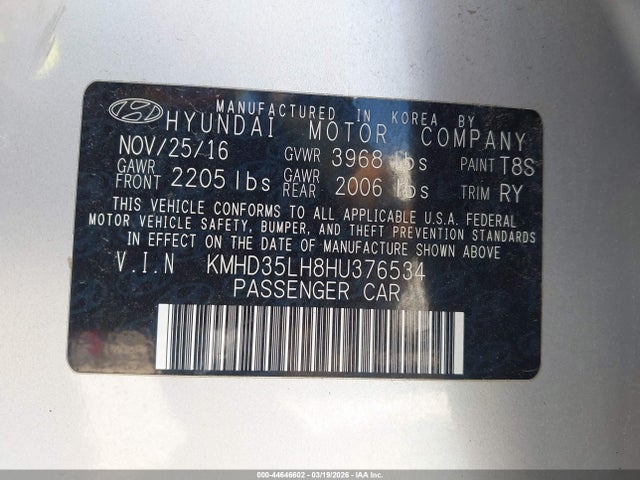 MANUFACTURED IN KOREA BY
HYUNDAI MOTOR COMPANY
NOV/25/16 GVWR 3968 lbs PAINT T8S
GAWR FRONT 2205 lbs GAWR REAR 2006 lbs TRIM RY
THIS VEHICLE CONFORMS TO ALL APPLICABLE U.S.A. FEDERAL
MOTOR VEHICLE SAFETY, BUMPER, AND THEFT PREVENTION STANDARDS
IN EFFECT ON THE DATE OF MANUFACTURE SHOWN ABOVE
V.I.N KMHD35LH8HU376534
PASSENGER CAR
000-44646602 - 03/19/2026 - IAA Inc.